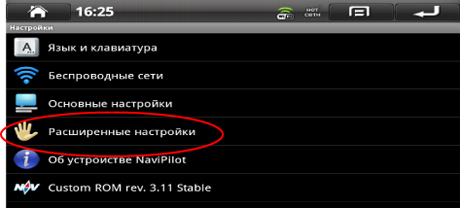 16:25
нет
сети
Настройки
A Язык и клавиатура
Беспроводные сети
Основные настройки
Расширенные настройки
i Об устройстве NaviPilot
NAV Custom ROM rev. 3.11 Stable